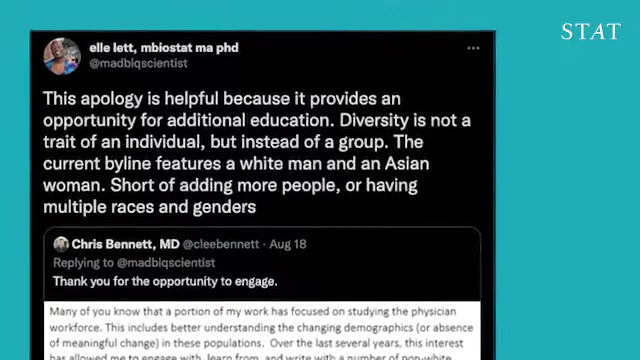 STAT
elle lett, mbiostat ma phd
@madblqscientist
This apology is helpful because it provides an
opportunity for additional education. Diversity is not a
trait of an individual, but instead of a group. The
current byline features a white man and an Asian
woman. Short of adding more people, or having
multiple races and genders
Chris Bennett, MD @cleebennett · Aug 18
Replying to @madblqscientist
Thank you for the opportunity to engage.
Many of you know that a portion of my work has focused on studying the physician
workforce. This includes better understanding the changing demographics (or absence
of meaningful change) in these populations. Over the last several years, this interest
has allowed me to engage with, learn from, and write with a number of non-white